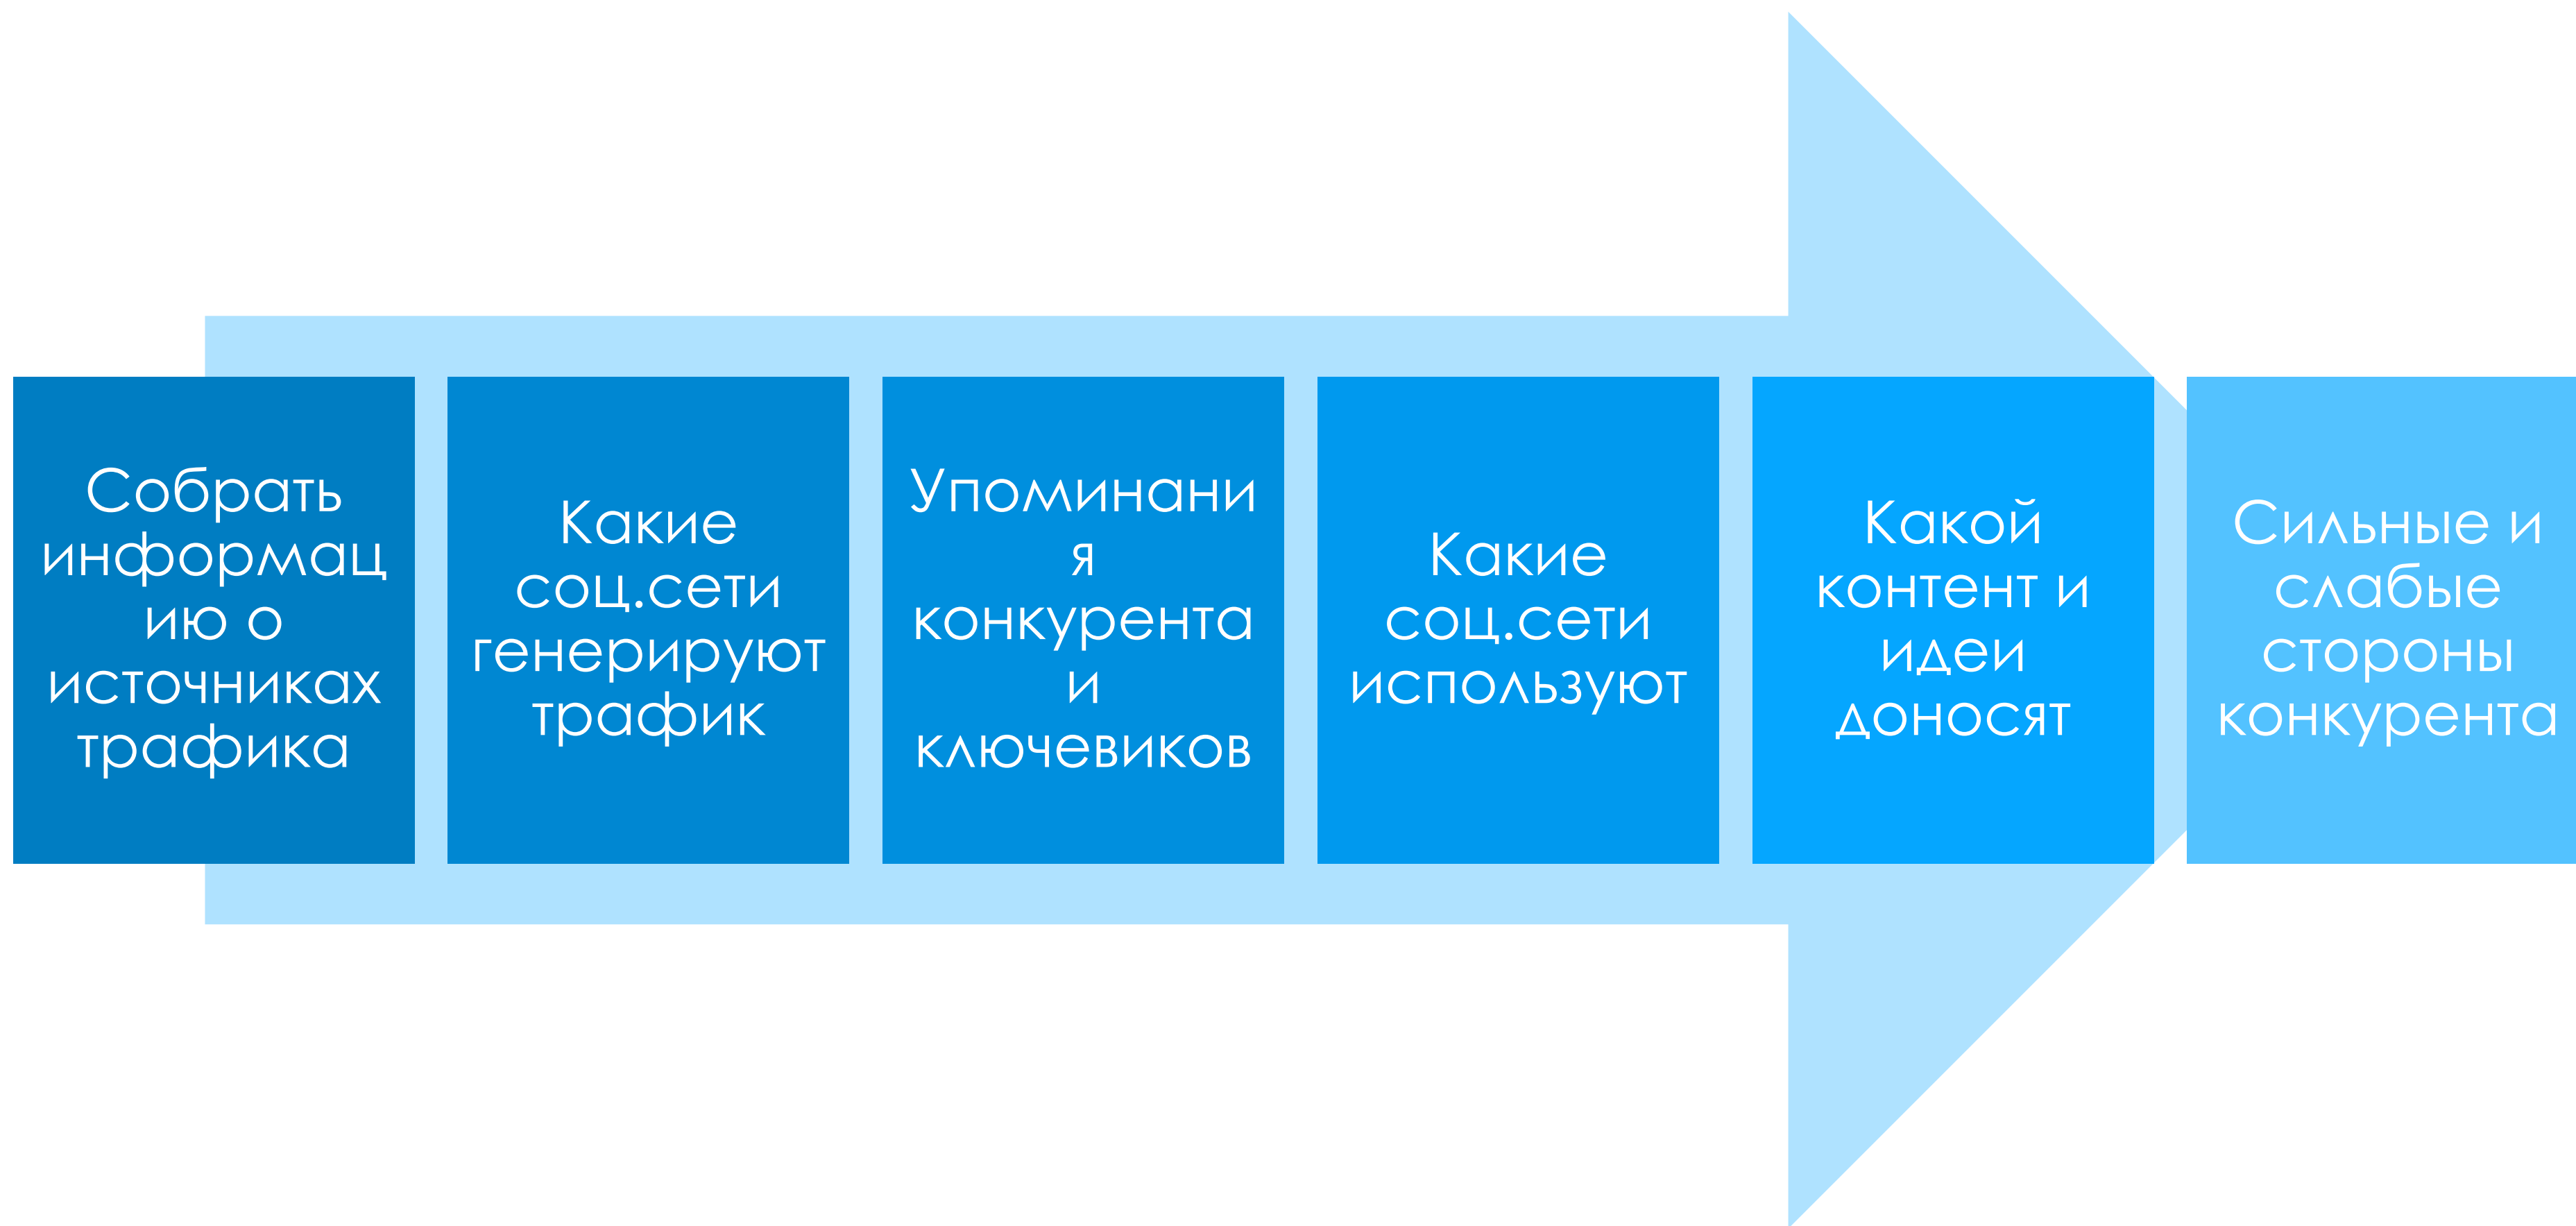 Собрать
информац
ию о
источниках
трафика
Какие
соц.сети
генерируют
трафик
Упоминани
я
конкурента
и
ключевиков
Какие
соц.сети
используют
Какой
контент и
идеи
доносят
Сильные и
слабые
стороны
конкурента